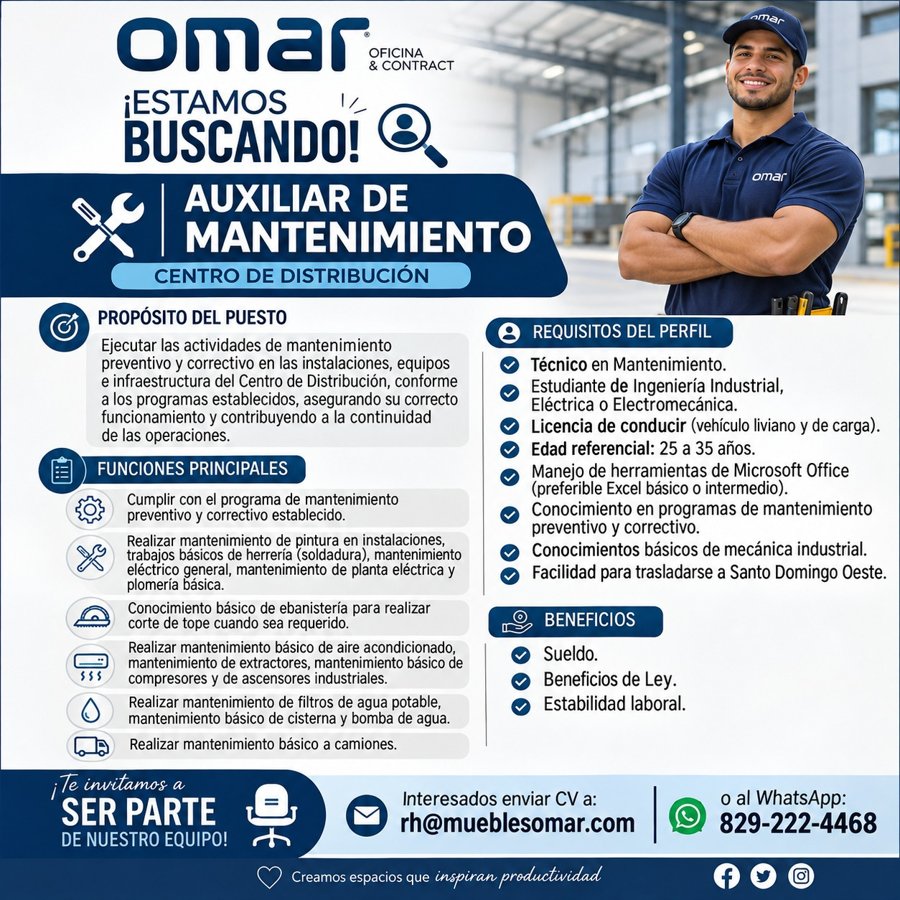 omar®
OFICINA
& CONTRACT
¡ESTAMOS
BUSCANDO!
AUXILIAR DE
MANTENIMIENTO
CENTRO DE DISTRIBUCIÓN
omar
omar
PROPÓSITO DEL PUESTO
Ejecutar las actividades de mantenimiento
preventivo y correctivo en las instalaciones, equipos
e infraestructura del Centro de Distribución, conforme
a los programas establecidos, asegurando su correcto
funcionamiento y contribuyendo a la continuidad
de las operaciones.
FUNCIONES PRINCIPALES
Cumplir con el programa de mantenimiento
preventivo y correctivo establecido.
Realizar mantenimiento de pintura en instalaciones,
trabajos básicos de herrería (soldadura), mantenimiento
eléctrico general, mantenimiento de planta eléctrica y
plomería básica.
Conocimiento básico de ebanistería para realizar
corte de tope cuando sea requerido.
Realizar mantenimiento básico de aire acondicionado,
mantenimiento de extractores, mantenimiento básico de
compresores y de ascensores industriales.
Realizar mantenimiento de filtros de agua potable,
mantenimiento básico de cisterna y bomba de agua.
Realizar mantenimiento básico a camiones.
REQUISITOS DEL PERFIL
Técnico en Mantenimiento.
Estudiante de Ingeniería Industrial,
Eléctrica o Electromecánica.
Licencia de conducir (vehículo liviano y de carga).
Edad referencial: 25 a 35 años.
Manejo de herramientas de Microsoft Office
(preferible Excel básico o intermedio).
Conocimiento en programas de mantenimiento
preventivo y correctivo.
Conocimientos básicos de mecánica industrial.
Facilidad para trasladarse a Santo Domingo Oeste.
BENEFICIOS
Sueldo.
Beneficios de Ley.
Estabilidad laboral.
¡Te invitamos a
SER PARTE
DE NUESTRO EQUIPO!
Interesados enviar CV a:
rh@mueblesomar.com
o al WhatsApp:
829-222-4468
Creamos espacios que inspiran productividad